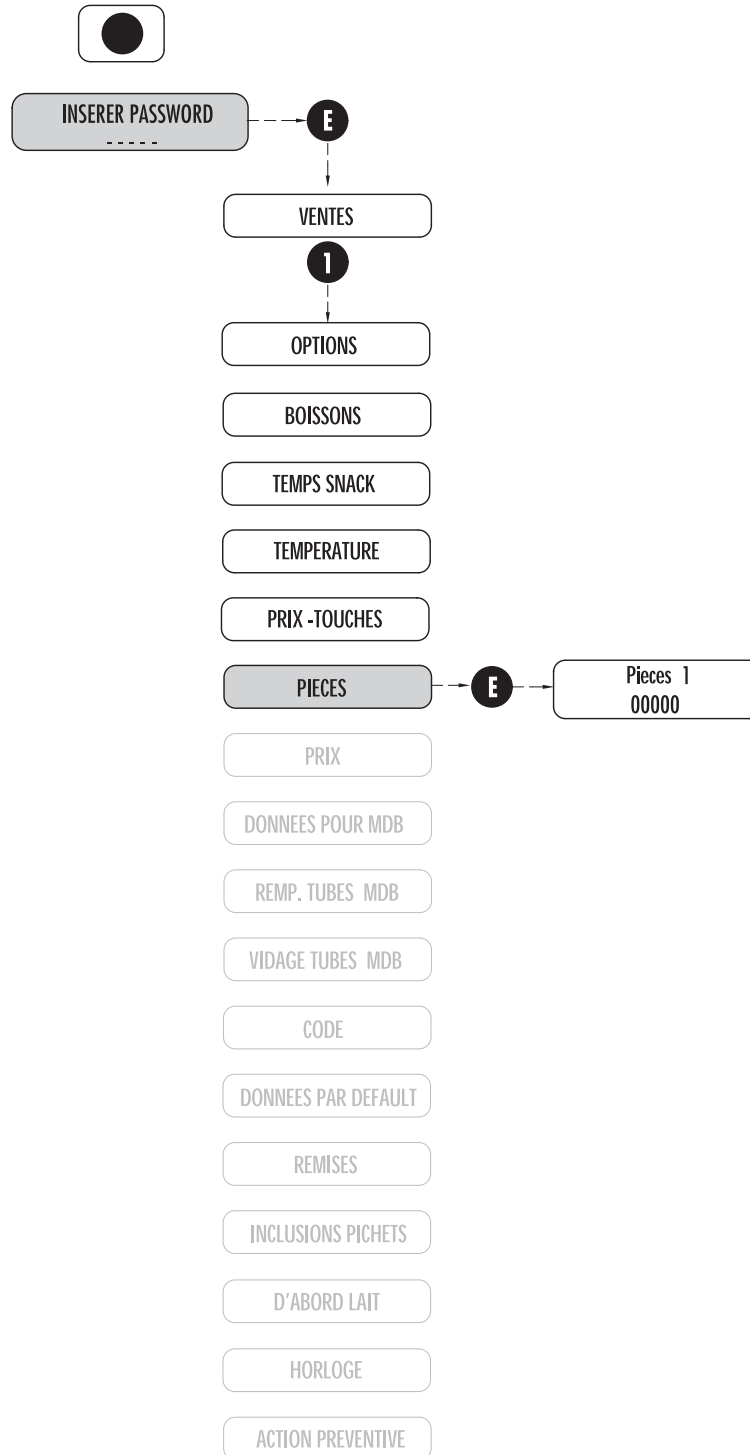 INSERER PASSWORD
- - - - -
E
VENTES
1
OPTIONS
BOISSONS
TEMPS SNACK
TEMPERATURE
PRIX -TOUCHES
PIECES
E
Pieces 1
00000
PRIX
DONNEES POUR MDB
REMP. TUBES MDB
VIDAGE TUBES MDB
CODE
DONNEES PAR DEFAULT
REMISES
INCLUSIONS PICHETS
D'ABORD LAIT
HORLOGE
ACTION PREVENTIVE